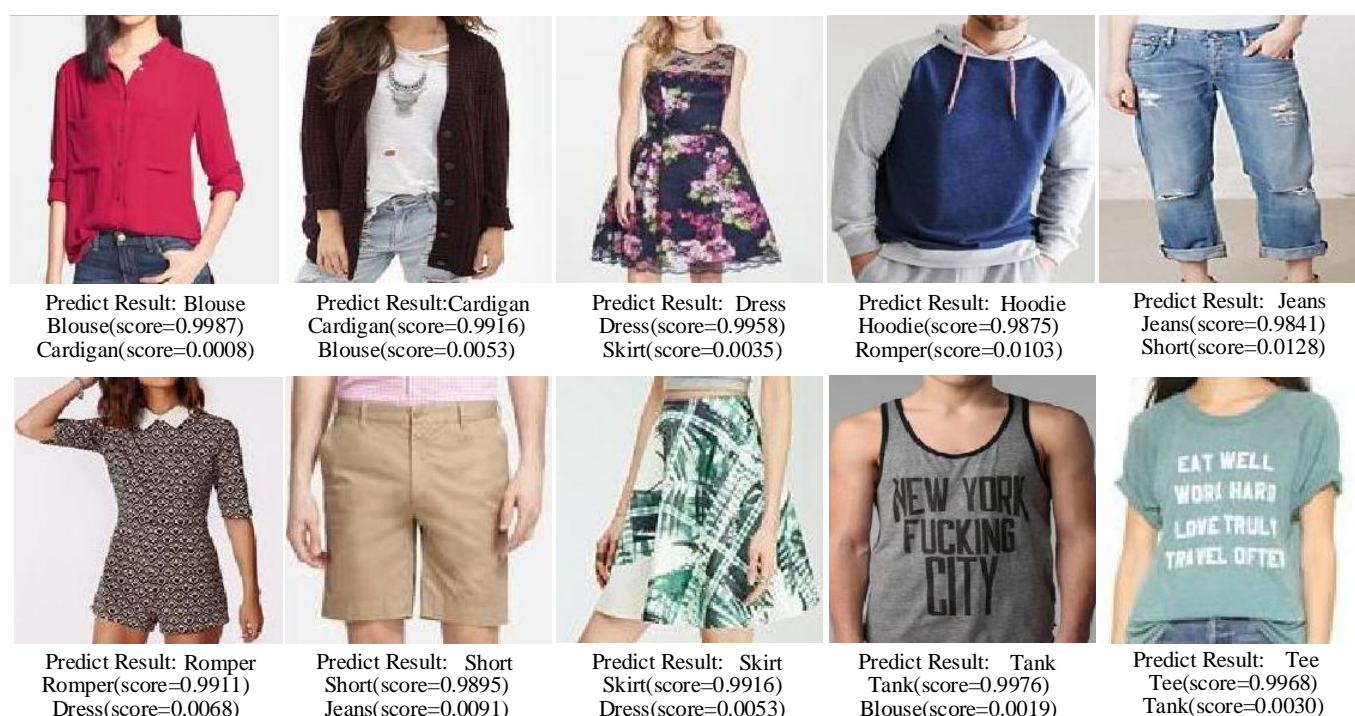 Predict Result: Blouse
Blouse(score=0.9987)
Cardigan(score=0.0008)
Predict Result:Cardigan
Cardigan(score=0.9916)
Blouse(score=0.0053)
Predict Result: Dress
Dress(score=0.9958)
Skirt(score=0.0035)
Predict Result: Hoodie
Hoodie(score=0.9875)
Romper(score=0.0103)
Predict Result: Jeans
Jeans(score=0.9841)
Short(score=0.0128)
NEW YORK
FUCKING
CITY
EAT WELL
WORK HARD
LOVE TRULY
TRAVEL OFTEN
Predict Result: Romper
Romper(score=0.9911)
Dress(score=0.0068)
Predict Result: Short
Short(score=0.9895)
Jeans(score=0.0091)
Predict Result: Skirt
Skirt(score=0.9916)
Dress(score=0.0053)
Predict Result: Tank
Tank(score=0.9976)
Blouse(score=0.0019)
Predict Result: Tee
Tee(score=0.9968)
Tank(score=0.0030)